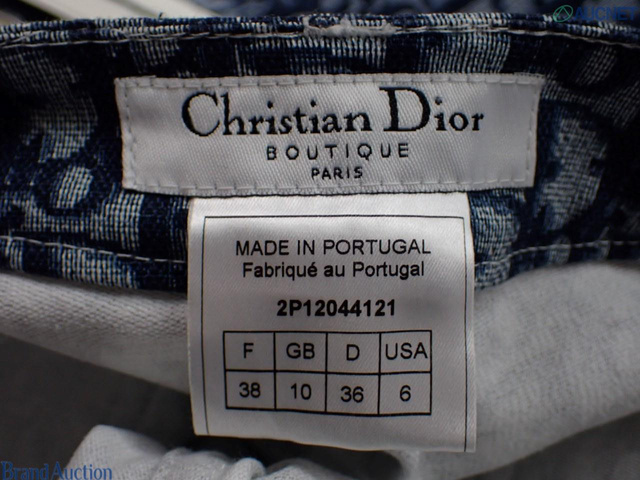 AUCNET
Christian Dior
BOUTIQUE
PARIS
MADE IN PORTUGAL
Fabriqué au Portugal
2P12044121
F GB D USA
38 10 36 6
Brand Auction